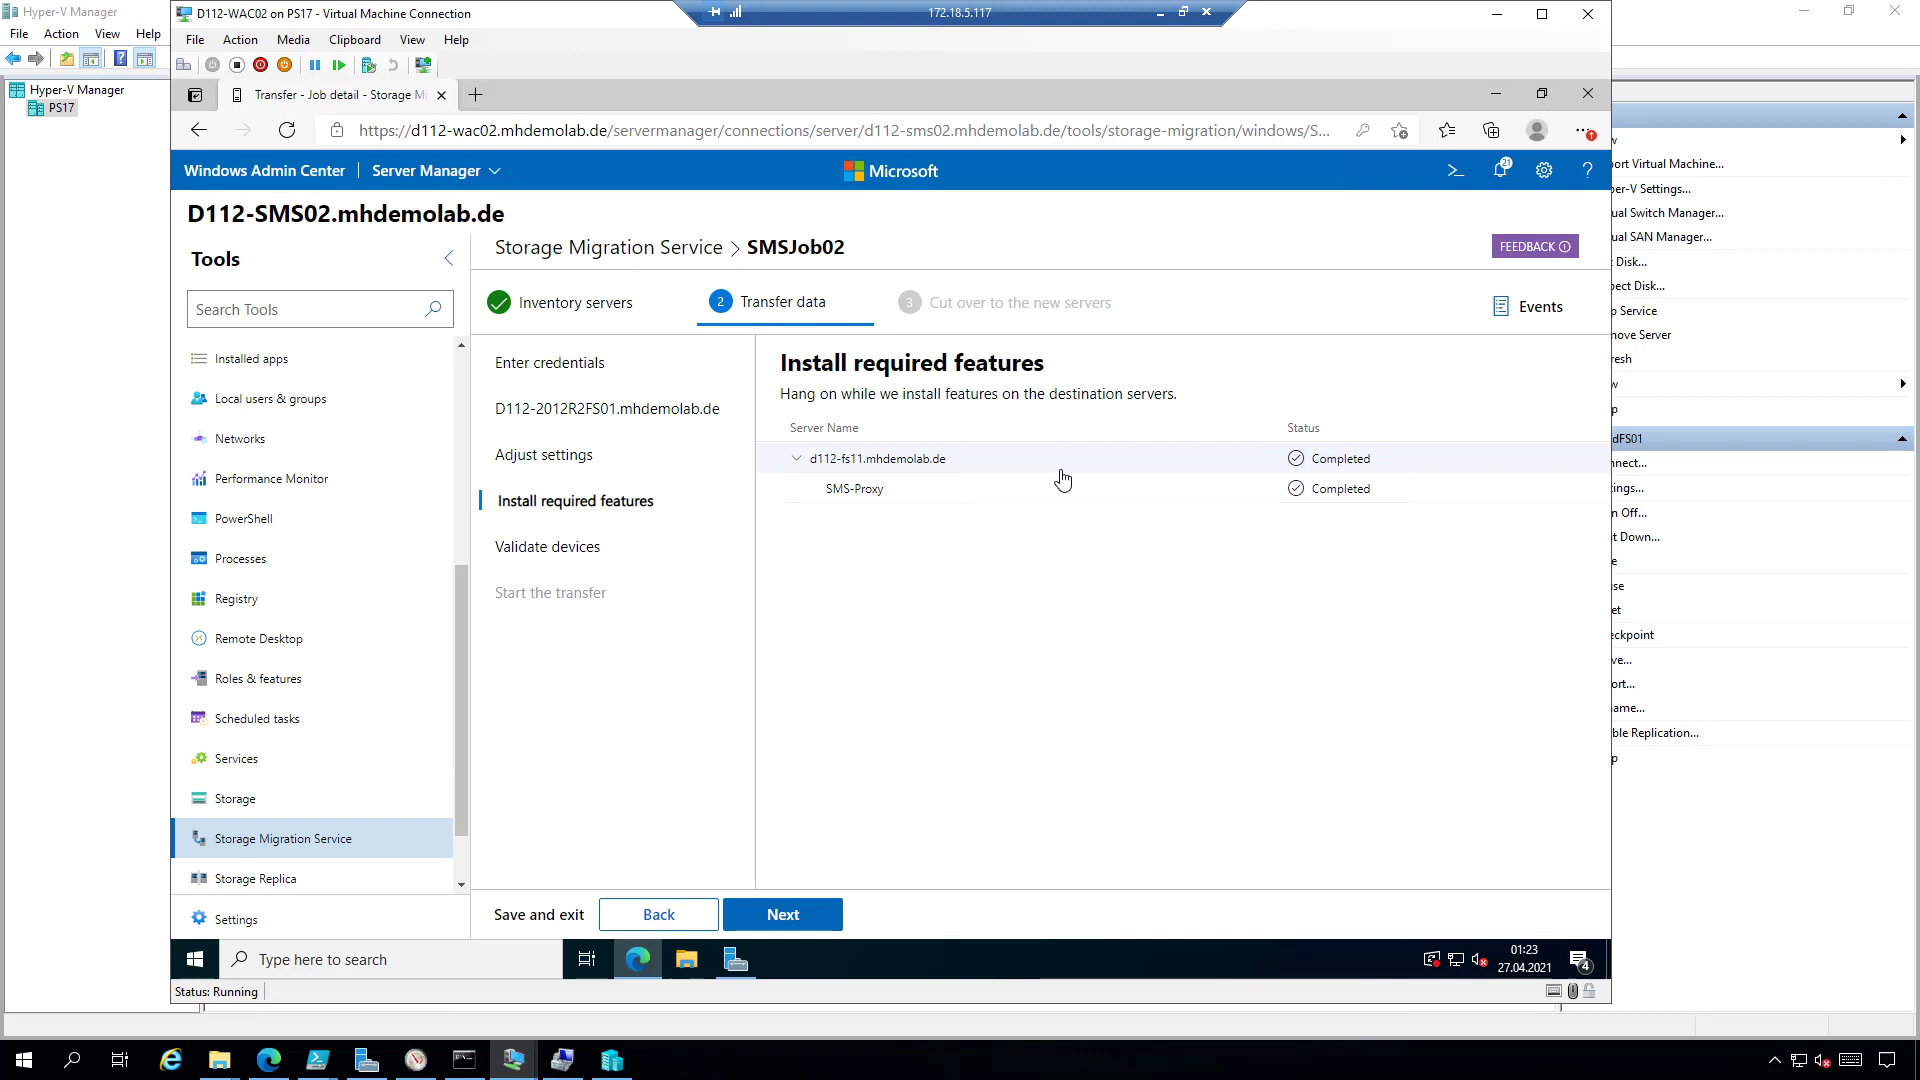 Hyper-V Manager
File Action View Help
Hyper-V Manager
PS17
D112-WAC02 on PS17 - Virtual Machine Connection
172.18.5.117
File Action Media Clipboard View Help
Transfer - Job detail - Storage M
https://d112-wac02.mhdemolab.de/servermanager/connections/server/d112-sms02.mhdemolab.de/tools/storage-migration/windows/S...
Windows Admin Center Server Manager
Microsoft
21
?
D112-SMS02.mhdemolab.de
Tools
Search Tools
Installed apps
Local users & groups
Networks
Performance Monitor
PowerShell
Processes
Registry
Remote Desktop
Roles & features
Scheduled tasks
Services
Storage
Storage Migration Service
Storage Replica
Settings
Storage Migration Service > SMSJob02
FEEDBACK
Inventory servers
2 Transfer data
3 Cut over to the new servers
Events
Enter credentials
D112-2012R2FS01.mhdemolab.de
Adjust settings
Install required features
Validate devices
Start the transfer
Install required features
Hang on while we install features on the destination servers.
Server Name Status
d112-fs11.mhdemolab.de Completed
SMS-Proxy Completed
Save and exit Back Next
Type here to search
01:23
27.04.2021
4
Status: Running
w
ort Virtual Machine...
per-V Settings...
ual Switch Manager...
ual SAN Manager...
t Disk...
pect Disk...
p Service
nove Server
resh
w
p
dFS01
nnect...
tings...
n Off...
t Down...
e
use
et
eckpoint
ve...
ort...
ame...
ble Replication...
p